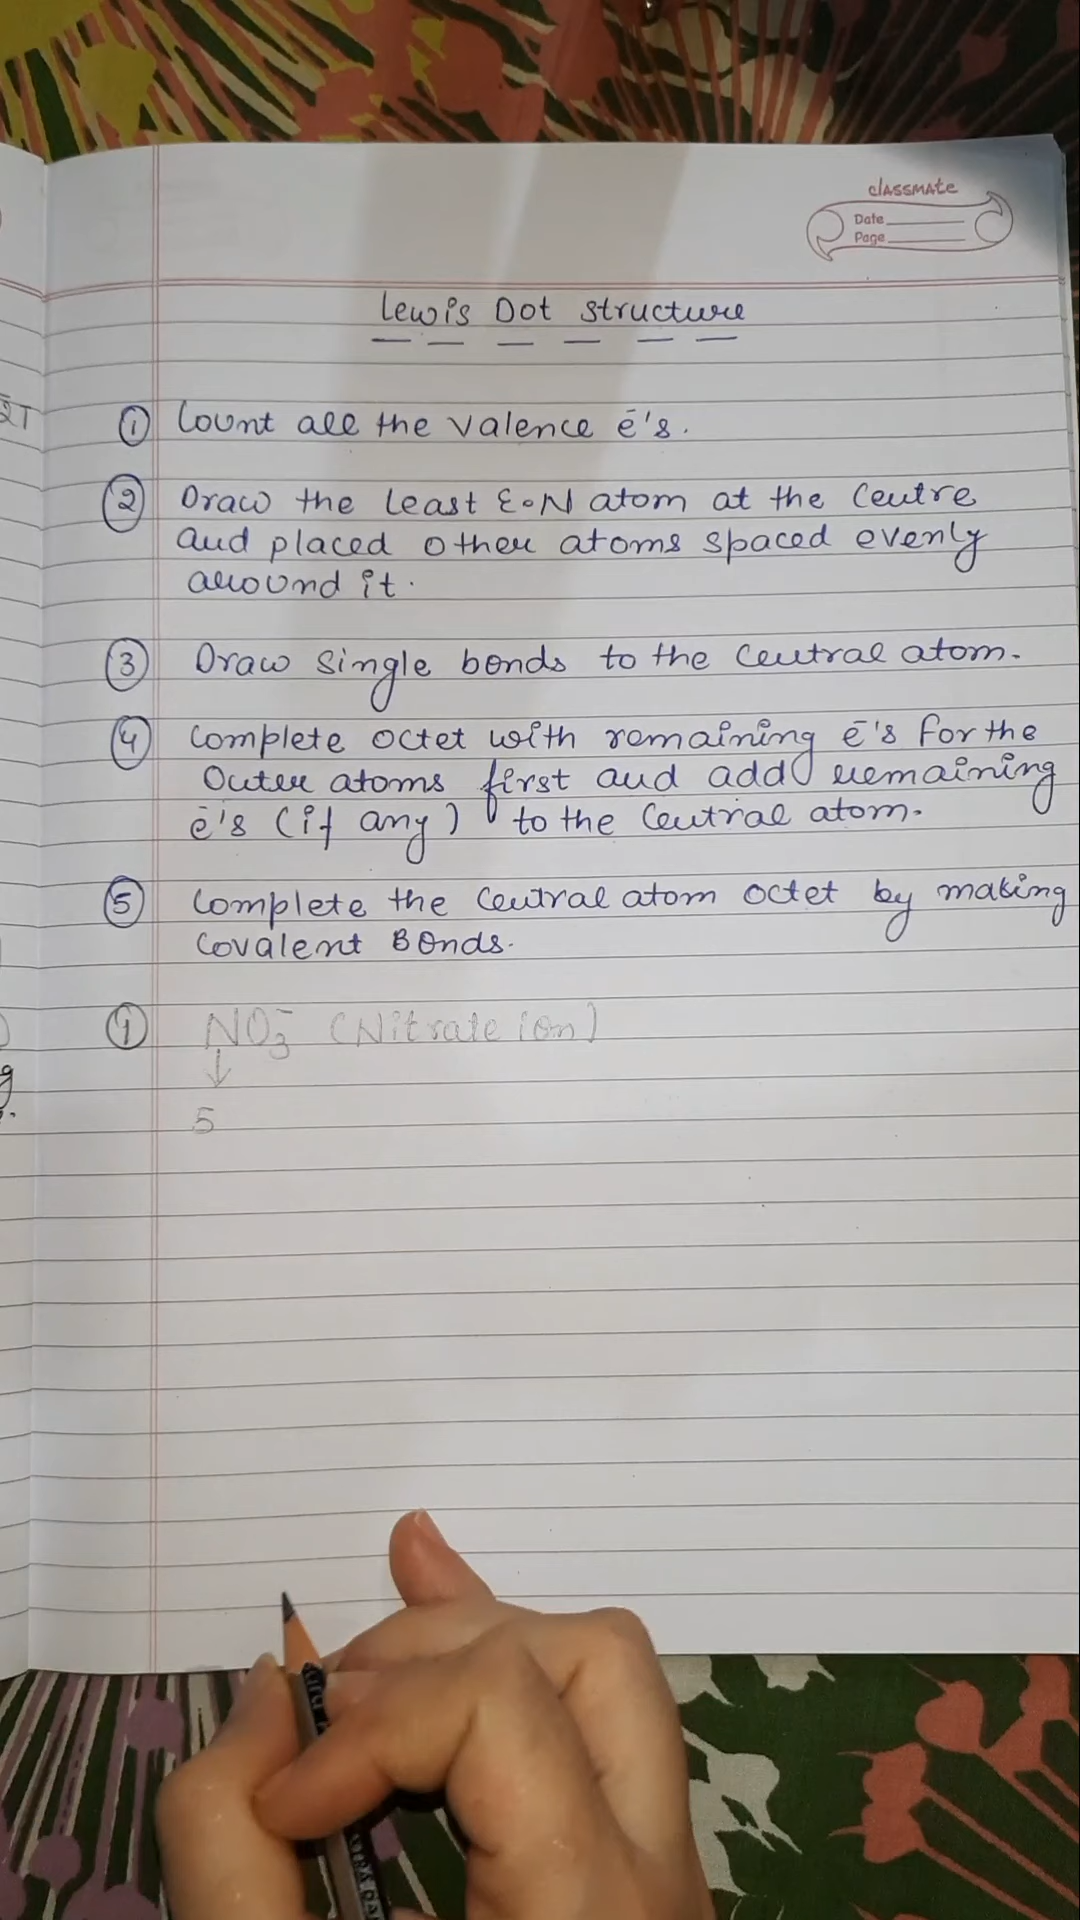 classmate
Date
Page
Lewis Dot structure
① Count all the valence ē's.
② Draw the least E.N atom at the Centre
and placed other atoms spaced evenly
around it.
③ Draw single bonds to the Central atom.
④ Complete octet with remaining ē's for the
Outer atoms first and add remaining
ē's (if any) to the Central atom.
⑤ Complete the Central atom octet by making
Covalent Bonds.
NO₃⁻ (Nitrate ion)
↓
5